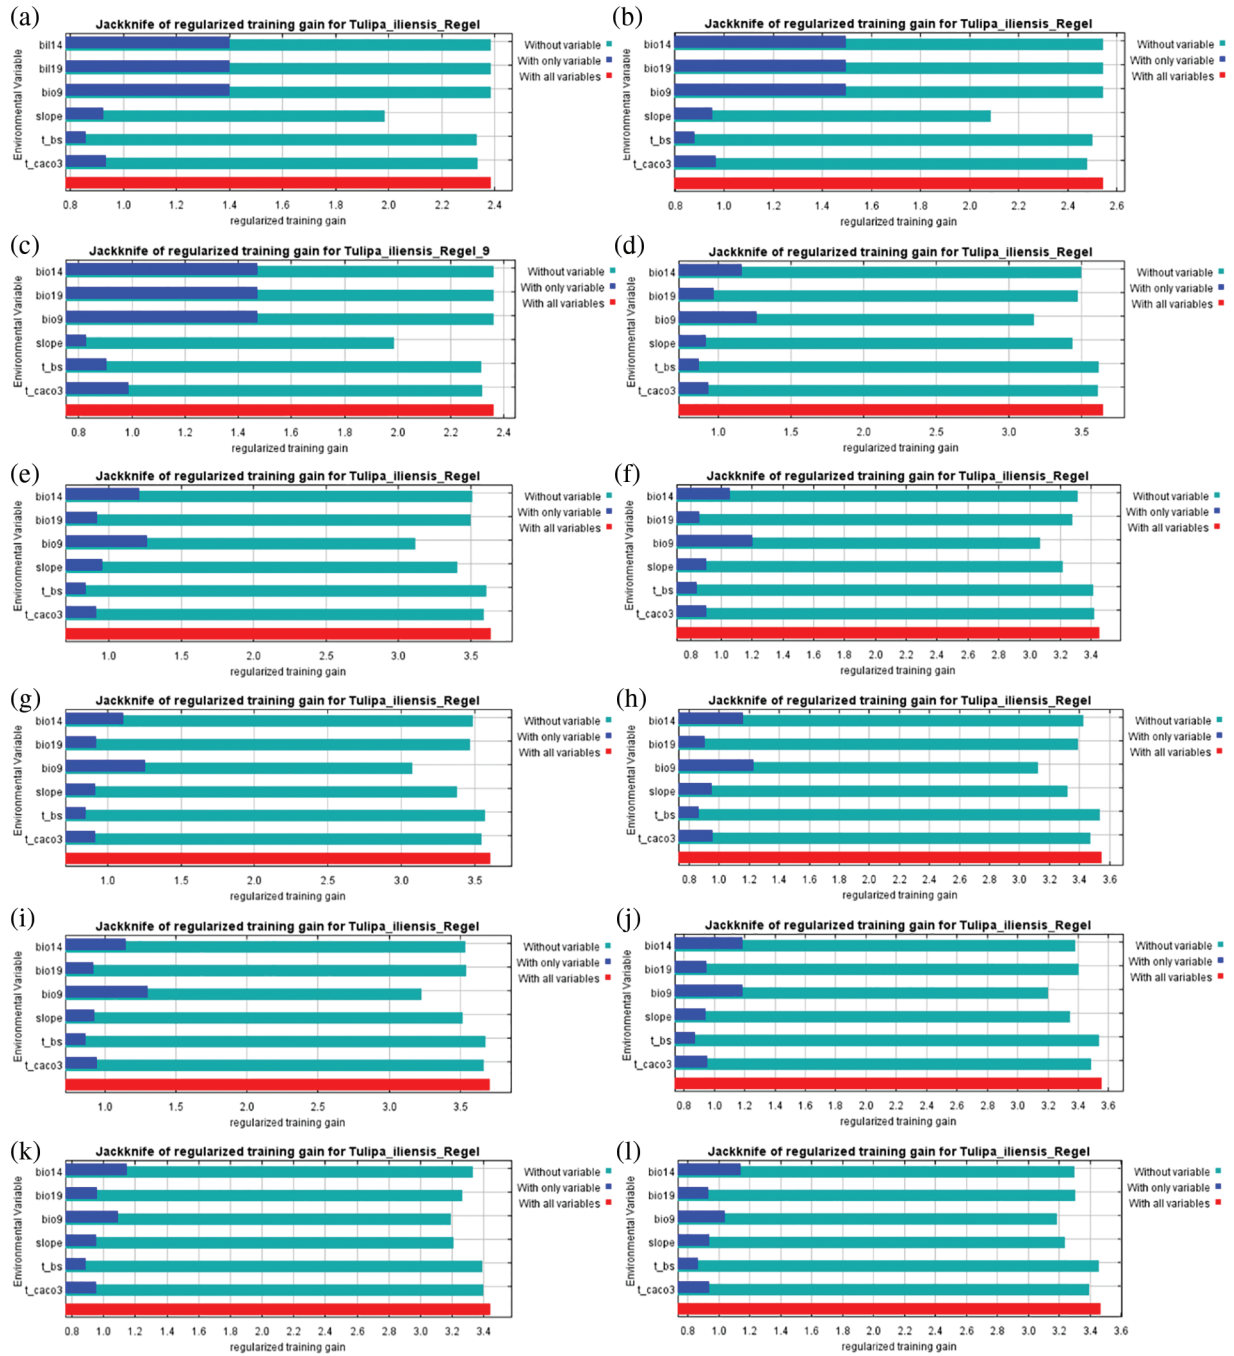 (a)
Jackknife of regularized training gain for Tulipa_iliensis_Regel
Environmental Variable
bil14
bil19
bio9
slope
t_bs
t_caco3
Without variable
With only variable
With all variables
0.8 1.0 1.2 1.4 1.6 1.8 2.0 2.2 2.4
regularized training gain
(b)
Jackknife of regularized training gain for Tulipa_iliensis_Regel
Environmental Variable
bio14
bio19
bio9
slope
t_bs
t_caco3
Without variable
With only variable
With all variables
0.8 1.0 1.2 1.4 1.6 1.8 2.0 2.2 2.4 2.6
regularized training gain
(c)
Jackknife of regularized training gain for Tulipa_iliensis_Regel_9
Environmental Variable
bio14
bio19
bio9
slope
t_bs
t_caco3
Without variable
With only variable
With all variables
0.8 1.0 1.2 1.4 1.6 1.8 2.0 2.2 2.4
regularized training gain
(d)
Jackknife of regularized training gain for Tulipa_iliensis_Regel
Environmental Variable
bio14
bio19
bio9
slope
t_bs
t_caco3
Without variable
With only variable
With all variables
1.0 1.5 2.0 2.5 3.0 3.5
regularized training gain
(e)
Jackknife of regularized training gain for Tulipa_iliensis_Regel
Environmental Variable
bio14
bio19
bio9
slope
t_bs
t_caco3
Without variable
With only variable
With all variables
1.0 1.5 2.0 2.5 3.0 3.5
regularized training gain
(f)
Jackknife of regularized training gain for Tulipa_iliensis_Regel
Environmental Variable
bio14
bio19
bio9
slope
t_bs
t_caco3
Without variable
With only variable
With all variables
0.8 1.0 1.2 1.4 1.6 1.8 2.0 2.2 2.4 2.6 2.8 3.0 3.2 3.4
regularized training gain
(g)
Jackknife of regularized training gain for Tulipa_iliensis_Regel
Environmental Variable
bio14
bio19
bio9
slope
t_bs
t_caco3
Without variable
With only variable
With all variables
1.0 1.5 2.0 2.5 3.0 3.5
regularized training gain
(h)
Jackknife of regularized training gain for Tulipa_iliensis_Regel
Environmental Variable
bio14
bio19
bio9
slope
t_bs
t_caco3
Without variable
With only variable
With all variables
0.8 1.0 1.2 1.4 1.6 1.8 2.0 2.2 2.4 2.6 2.8 3.0 3.2 3.4 3.6
regularized training gain
(i)
Jackknife of regularized training gain for Tulipa_iliensis_Regel
Environmental Variable
bio14
bio19
bio9
slope
t_bs
t_caco3
Without variable
With only variable
With all variables
1.0 1.5 2.0 2.5 3.0 3.5
regularized training gain
(j)
Jackknife of regularized training gain for Tulipa_iliensis_Regel
Environmental Variable
bio14
bio19
bio9
slope
t_bs
t_caco3
Without variable
With only variable
With all variables
0.8 1.0 1.2 1.4 1.6 1.8 2.0 2.2 2.4 2.6 2.8 3.0 3.2 3.4 3.6
regularized training gain
(k)
Jackknife of regularized training gain for Tulipa_iliensis_Regel
Environmental Variable
bio14
bio19
bio9
slope
t_bs
t_caco3
Without variable
With only variable
With all variables
0.8 1.0 1.2 1.4 1.6 1.8 2.0 2.2 2.4 2.6 2.8 3.0 3.2 3.4
regularized training gain
(l)
Jackknife of regularized training gain for Tulipa_iliensis_Regel
Environmental Variable
bio14
bio19
bio9
slope
t_bs
t_caco3
Without variable
With only variable
With all variables
0.8 1.0 1.2 1.4 1.6 1.8 2.0 2.2 2.4 2.6 2.8 3.0 3.2 3.4 3.6
regularized training gain